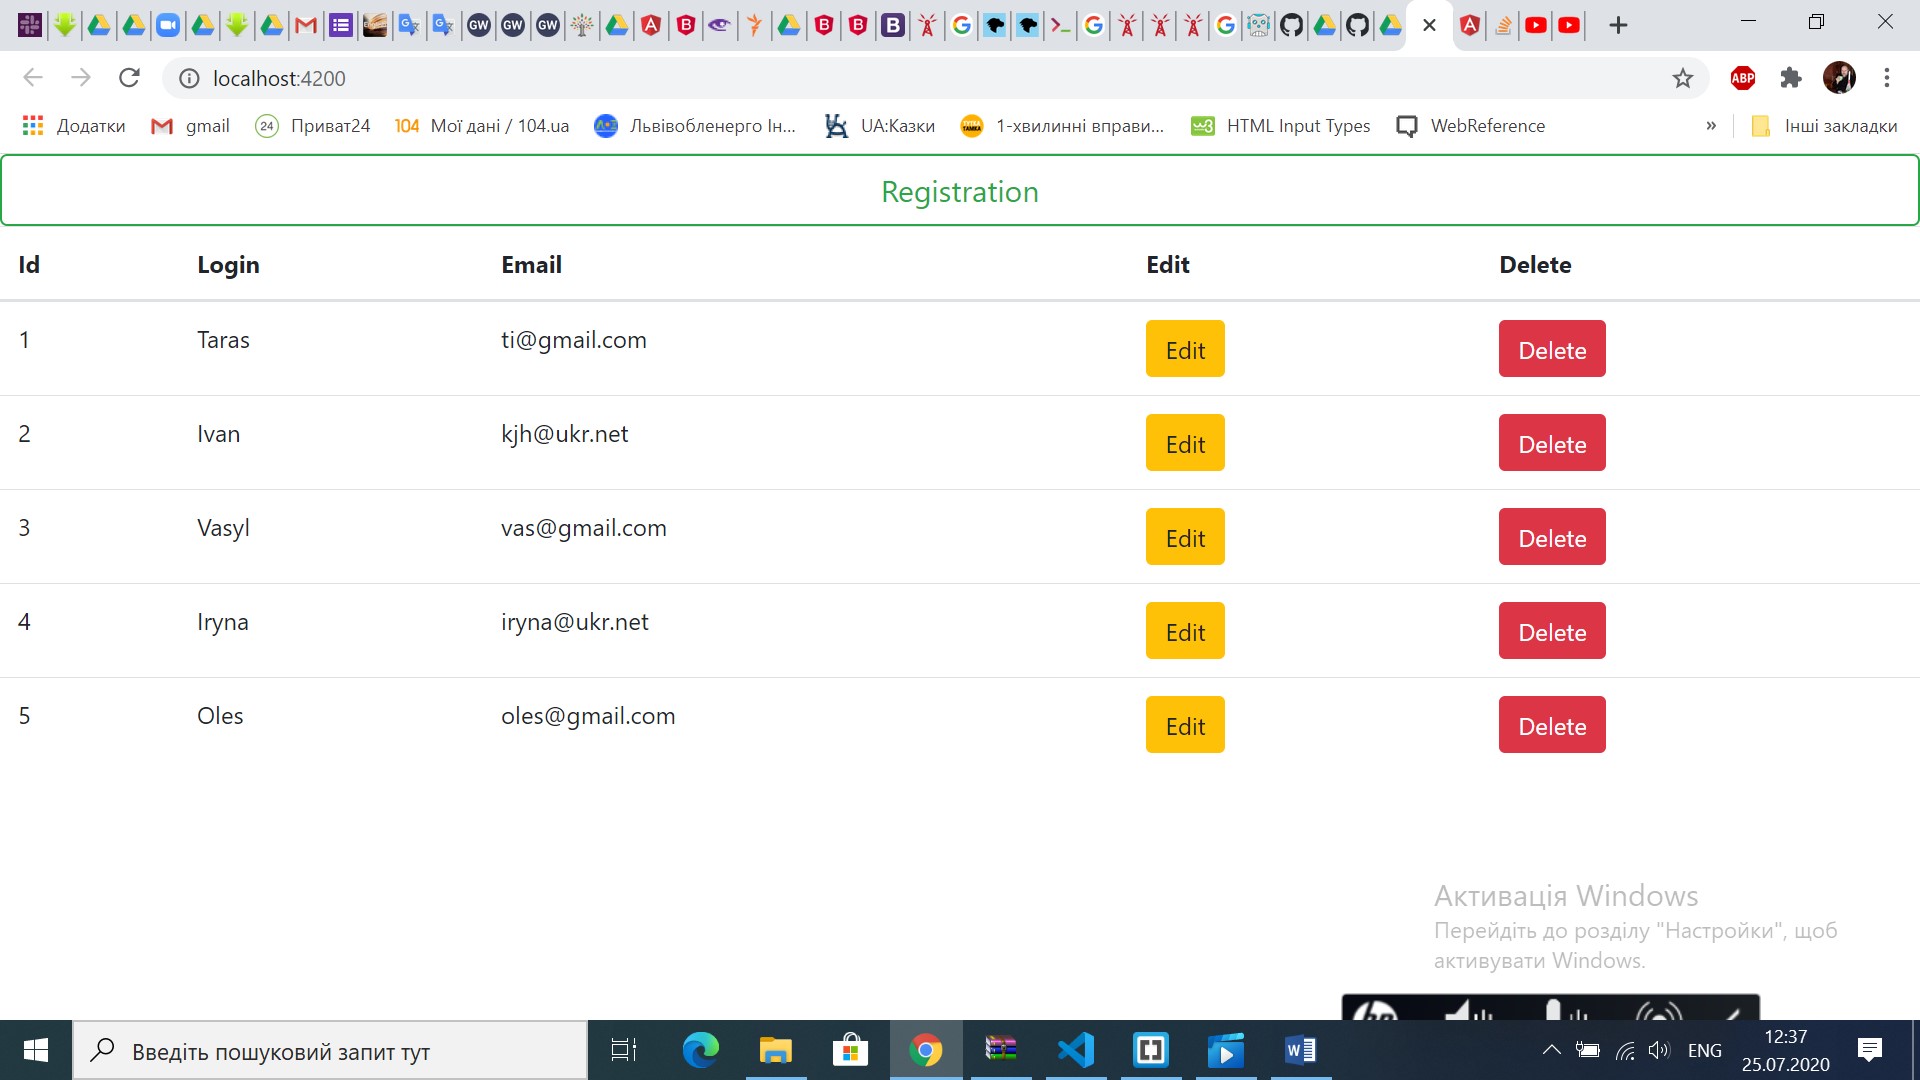 localhost:4200
Додатки gmail Приват24 Мої дані / 104.ua Львівобленерго Ін... UA:Казки 1-хвилинні вправи... HTML Input Types WebReference » Інші закладки
Registration
Id Login Email Edit Delete
1 Taras ti@gmail.com Edit Delete
2 Ivan kjh@ukr.net Edit Delete
3 Vasyl vas@gmail.com Edit Delete
4 Iryna iryna@ukr.net Edit Delete
5 Oles oles@gmail.com Edit Delete
Активація Windows
Перейдіть до розділу "Настройки", щоб
активувати Windows.
Введіть пошуковий запит тут
ENG
12:37
25.07.2020